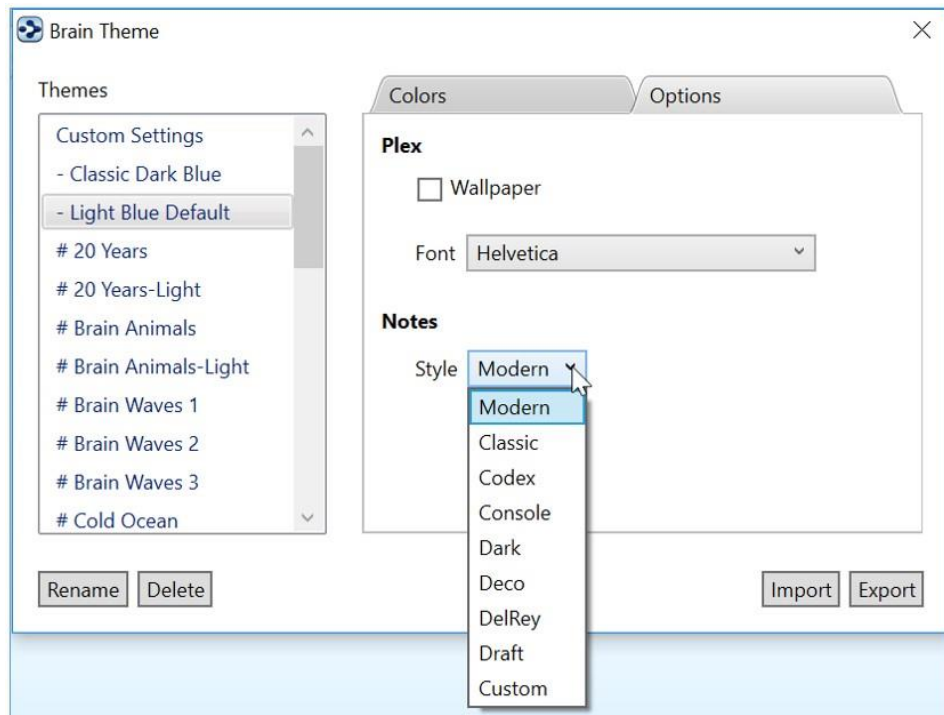 Brain Theme
Themes
Custom Settings
- Classic Dark Blue
- Light Blue Default
# 20 Years
# 20 Years-Light
# Brain Animals
# Brain Animals-Light
# Brain Waves 1
# Brain Waves 2
# Brain Waves 3
# Cold Ocean
Rename Delete
Colors Options
Plex
Wallpaper
Font Helvetica
Notes
Style Modern
Modern
Classic
Codex
Console
Dark
Deco
DelRey
Draft
Custom
Import Export